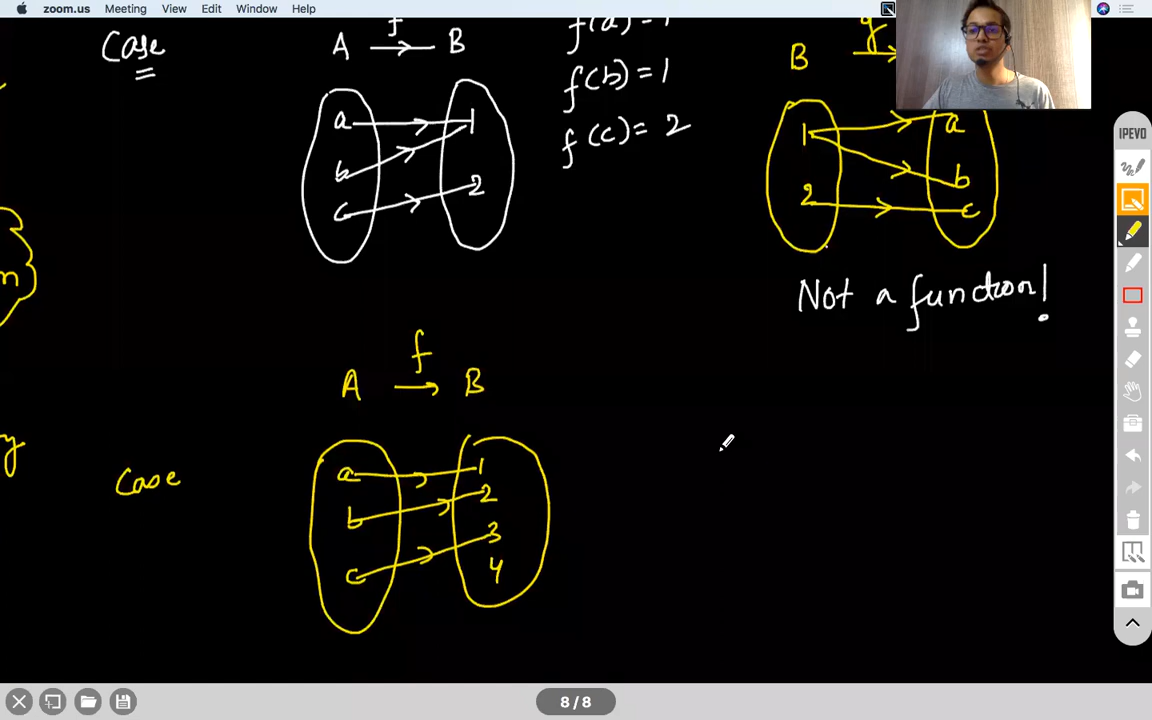 zoom.us Meeting View Edit Window Help
Case
A f B
f(a) = 1
f(b) = 1
f(c) = 2
a
b
c
1
2
B g
1
2
a
b
c
Not a function!
n
A f B
y
Case
a
b
c
1
2
3
4
IPEVO
8 / 8